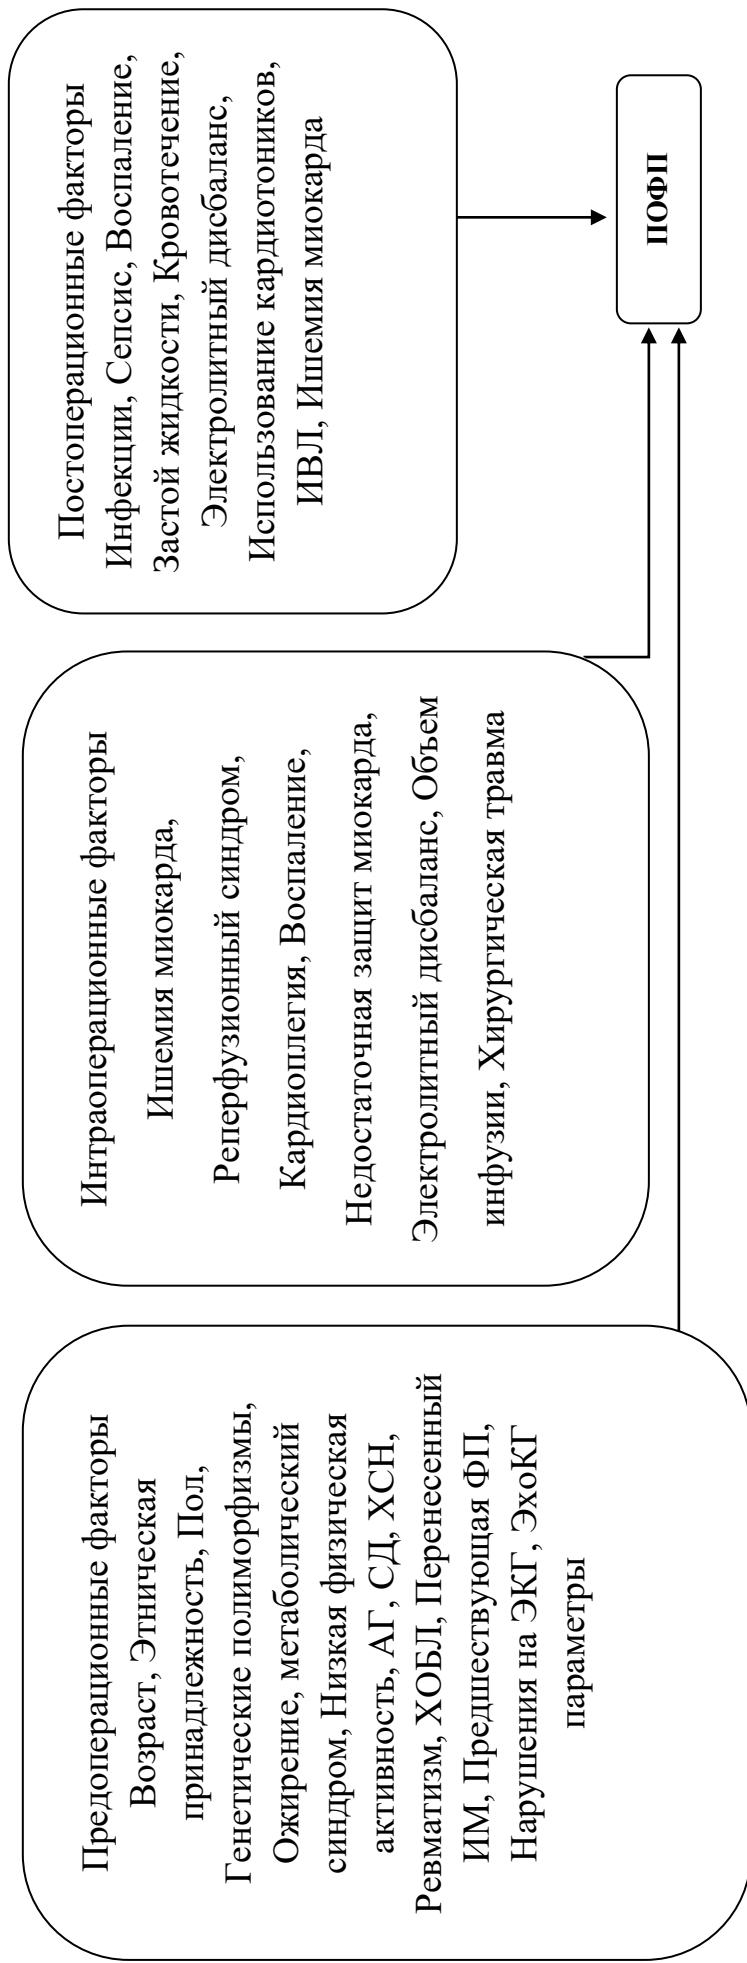 Предоперационные факторы
Возраст, Этническая
принадлежность, Пол,
Генетические полиморфизмы,
Ожирение, метаболический
синдром, Низкая физическая
активность, АГ, СД, ХСН,
Ревматизм, ХОБЛ, Перенесенный
ИМ, Предшествующая ФП,
Нарушения на ЭКГ, ЭхоКГ
параметры
Интраоперационные факторы
Ишемия миокарда,
Реперфузионный синдром,
Кардиоплегия, Воспаление,
Недостаточная защит миокарда,
Электролитный дисбаланс, Объем
инфузии, Хирургическая травма
Постоперационные факторы
Инфекции, Сепсис, Воспаление,
Застой жидкости, Кровотечение,
Электролитный дисбаланс,
Использование кардиотоников,
ИВЛ, Ишемия миокарда
ПОФП